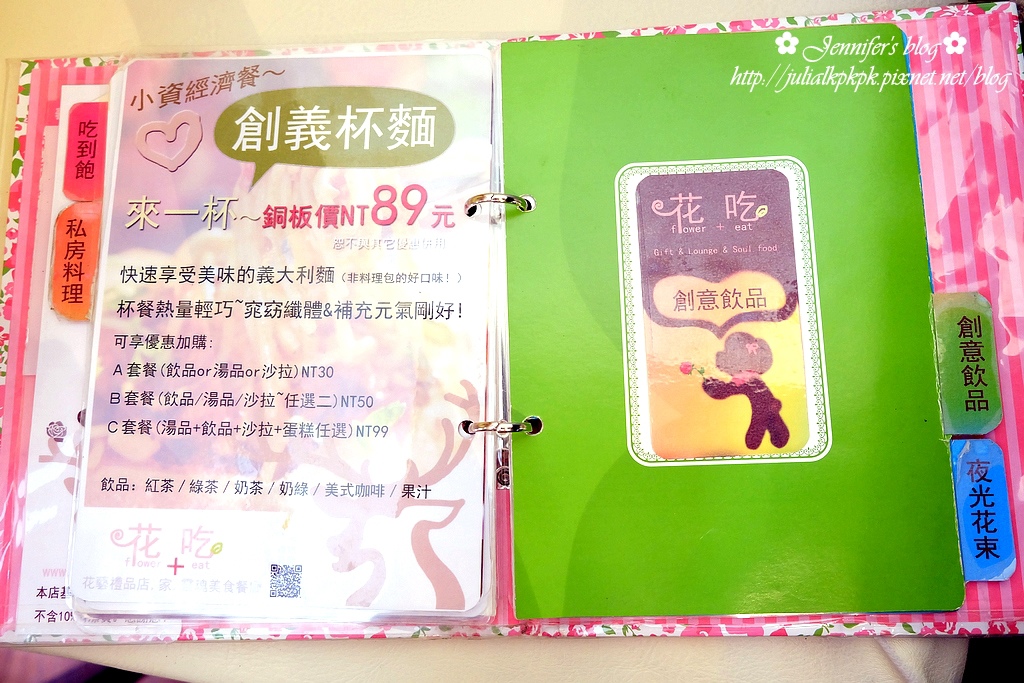 Jennifer's blog
http://julialkpkpk.pixnet.net/blog
吃到飽
私房料理
小資經濟餐～
創義杯麵
來一杯～銅板價NT89元
恕不與其它優惠併用
快速享受美味的義大利麵（非料理包的好口味！）
杯餐熱量輕巧~窈窈纖體&補充元氣剛好!
可享優惠加購:
A套餐(飲品or湯品or沙拉)NT30
B套餐(飲品/湯品/沙拉~任選二)NT50
C套餐(湯品+飲品+沙拉+蛋糕任選)NT99
飲品: 紅茶 / 綠茶 / 奶茶 / 奶綠 / 美式咖啡 / 果汁
花 吃
flower + eat
花藝禮品店.
本店
不含10%
花 吃
flower + eat
Gift & Lounge & Soul food
創意飲品
創意飲品
夜光花束